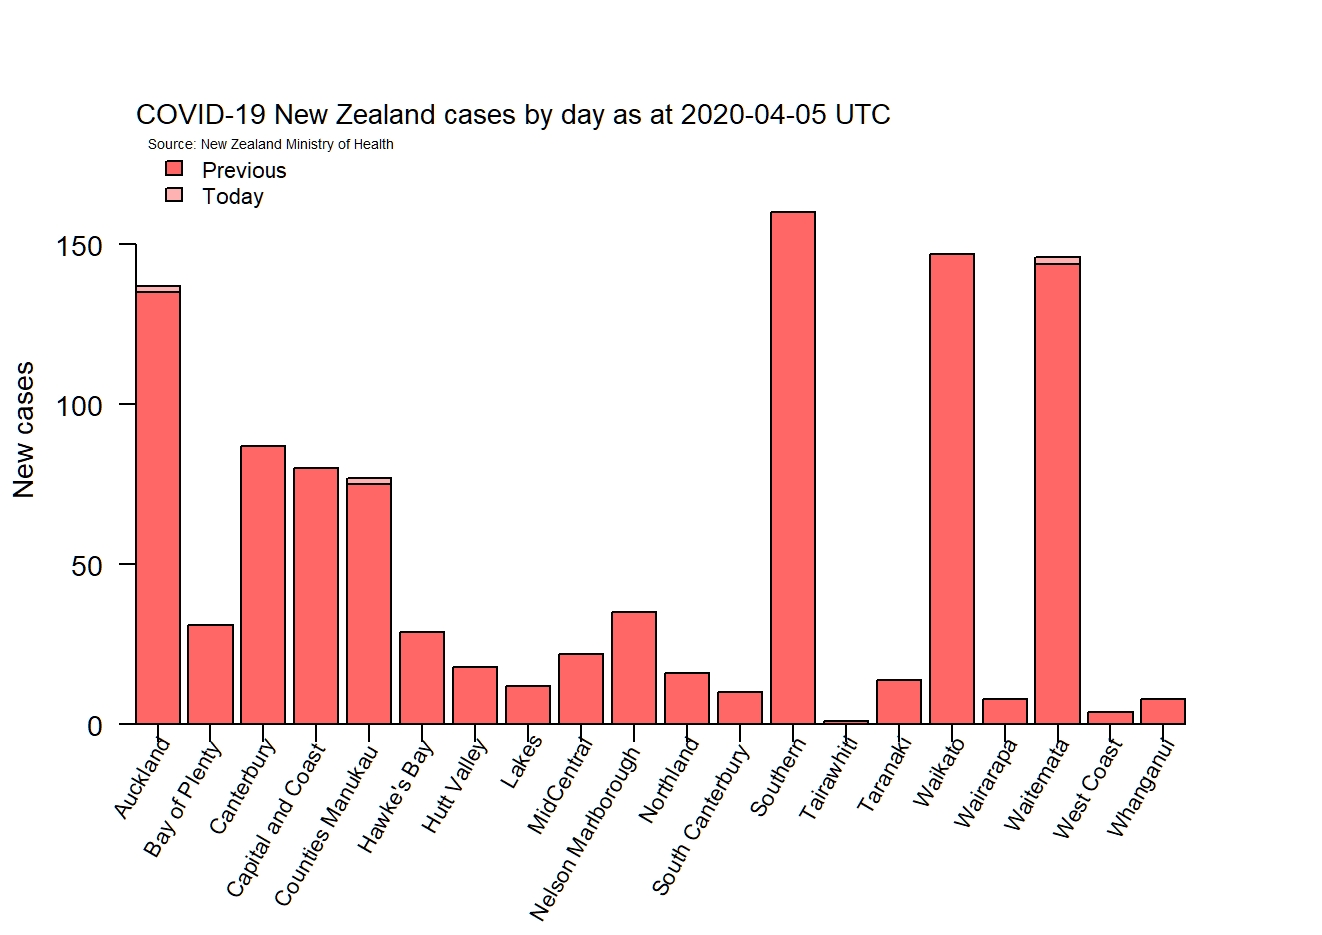 COVID-19 New Zealand cases by day as at 2020-04-05 UTC
Source: New Zealand Ministry of Health
Previous
Today
150
100
50
0
New cases
Auckland
Bay of Plenty
Canterbury
Capital and Coast
Counties Manukau
Hawke's Bay
Hutt Valley
Lakes
MidCentral
Nelson Marlborough
Northland
South Canterbury
Southern
Tairawhiti
Taranaki
Waikato
Wairarapa
Waitemata
West Coast
Whanganui